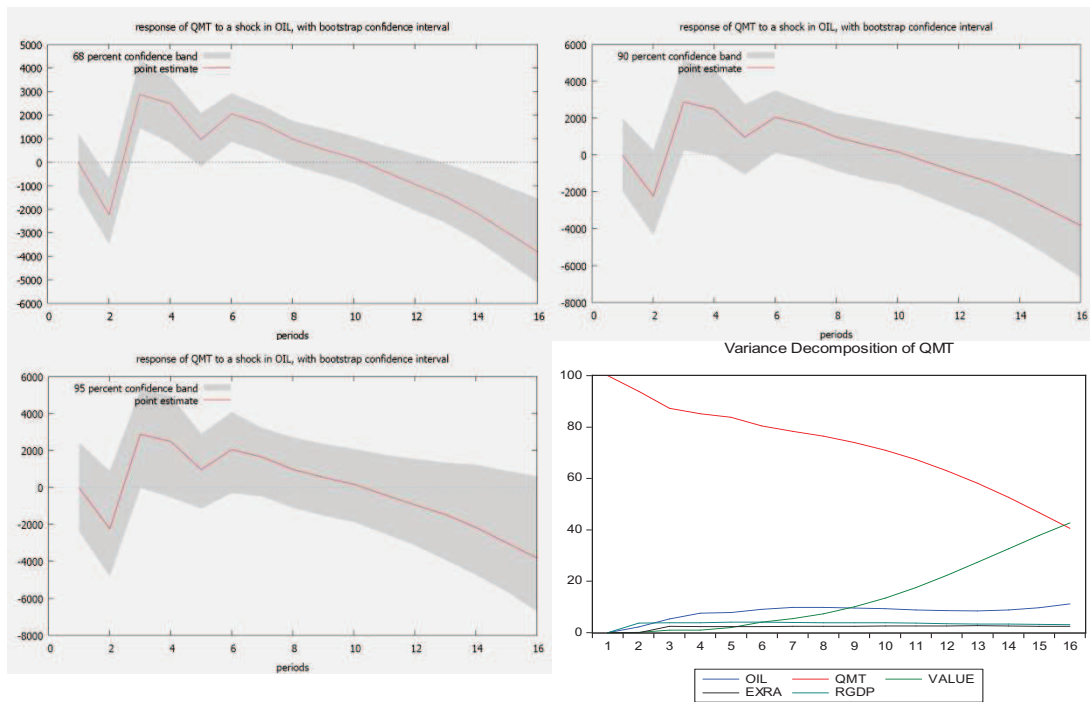 response of QMT to a shock in OIL, with bootstrap confidence interval
5000
4000
3000
2000
1000
0
-1000
-2000
-3000
-4000
-5000
-6000
68 percent confidence band
point estimate
0 2 4 6 8 10 12 14 16
periods
response of QMT to a shock in OIL, with bootstrap confidence interval
6000
4000
2000
0
-2000
-4000
-6000
-8000
90 percent confidence band
point estimate
0 2 4 6 8 10 12 14 16
periods
response of QMT to a shock in OIL, with bootstrap confidence interval
6000
4000
2000
0
-2000
-4000
-6000
-8000
95 percent confidence band
point estimate
0 2 4 6 8 10 12 14 16
periods
Variance Decomposition of QMT
100
80
60
40
20
0
1 2 3 4 5 6 7 8 9 10 11 12 13 14 15 16
OIL QMT VALUE
EXRA RGDP